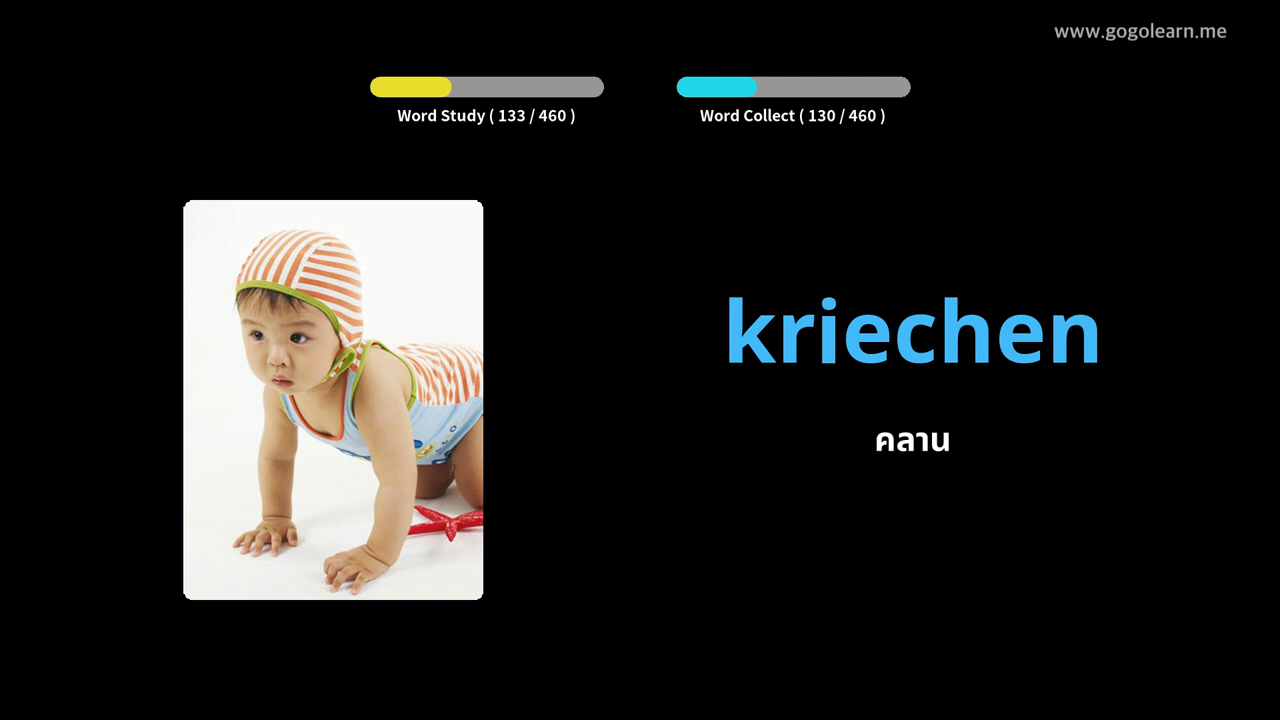 www.gogolearn.me
Word Study ( 133 / 460 )
Word Collect ( 130 / 460 )
kriechen
คลาน